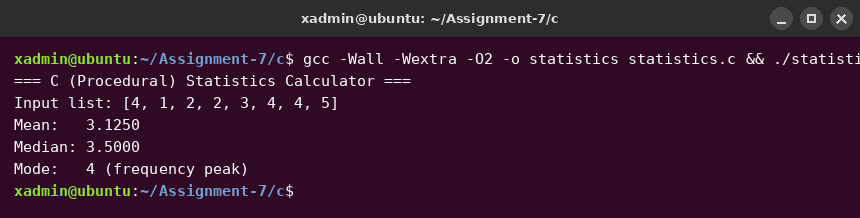 xadmin@ubuntu: ~/Assignment-7/c
xadmin@ubuntu:~/Assignment-7/c$ gcc -Wall -Wextra -O2 -o statistics statistics.c && ./statisti
=== C (Procedural) Statistics Calculator ===
Input list: [4, 1, 2, 2, 3, 4, 4, 5]
Mean:   3.1250
Median: 3.5000
Mode:   4 (frequency peak)
xadmin@ubuntu:~/Assignment-7/c$